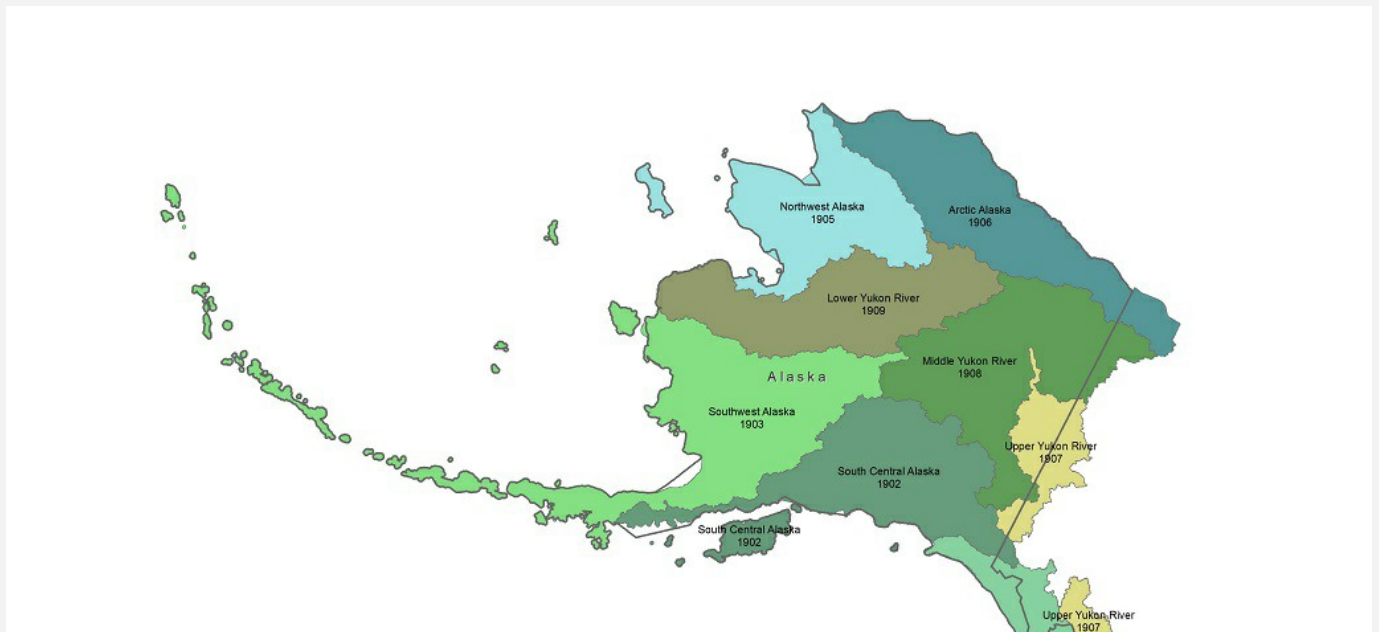 Northwest Alaska
1905
Arctic Alaska
1906
Lower Yukon River
1909
Middle Yukon River
1908
Alaska
Southwest Alaska
1903
Upper Yukon River
1907
South Central Alaska
1902
South Central Alaska
1902
Upper Yukon River
1907